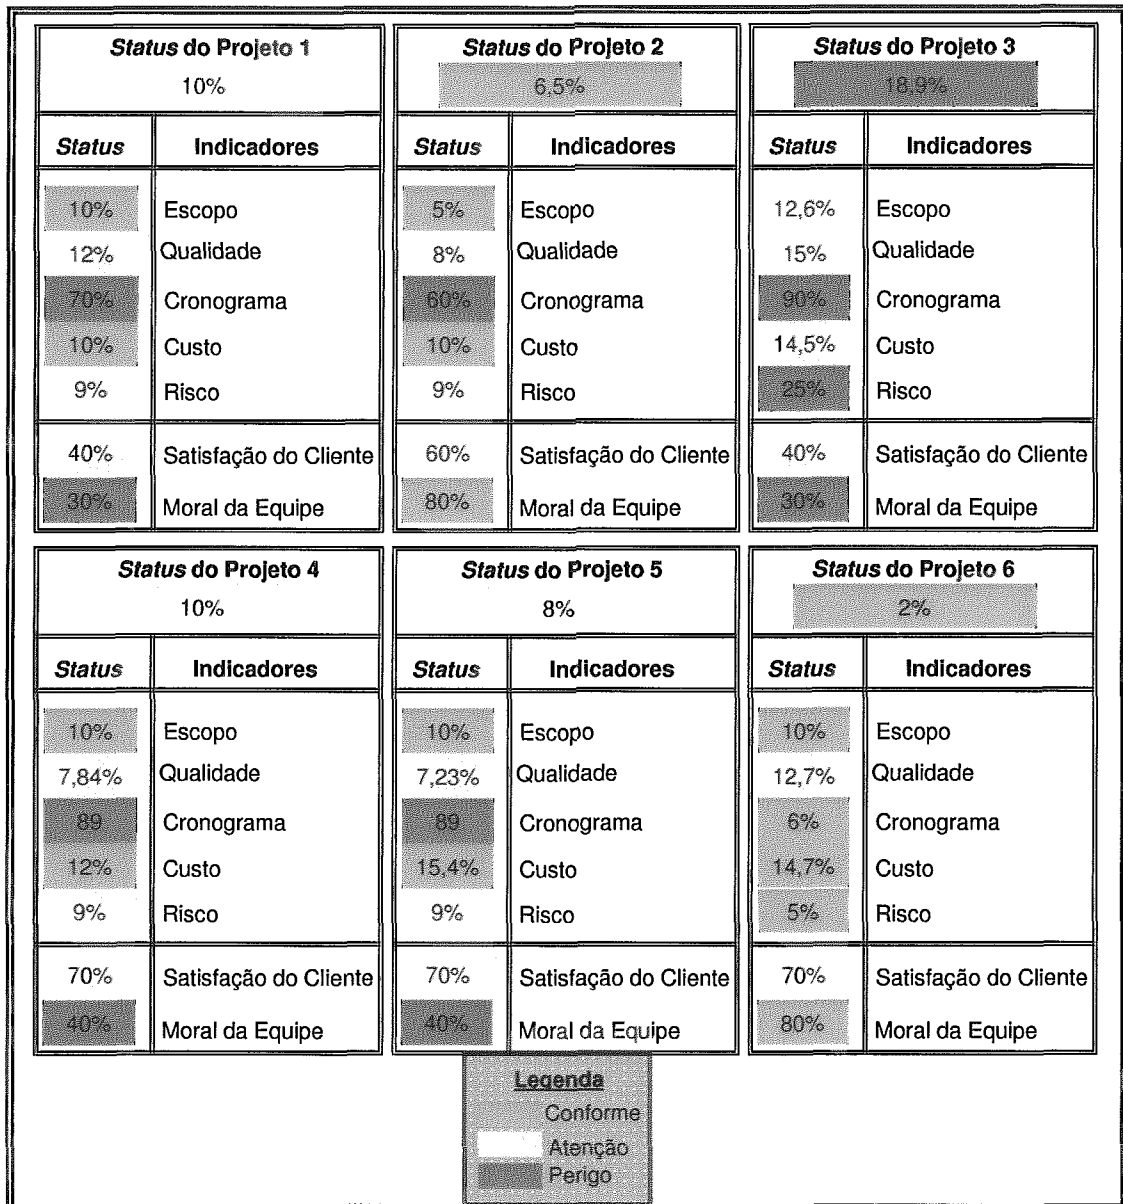 Status do Projeto 1
10%
Status Indicadores
10% Escopo
12% Qualidade
70% Cronograma
10% Custo
9% Risco
40% Satisfação do Cliente
30% Moral da Equipe
Status do Projeto 2
6,5%
Status Indicadores
5% Escopo
8% Qualidade
60% Cronograma
10% Custo
9% Risco
60% Satisfação do Cliente
80% Moral da Equipe
Status do Projeto 3
18,9%
Status Indicadores
12,6% Escopo
15% Qualidade
90% Cronograma
14,5% Custo
25% Risco
40% Satisfação do Cliente
30% Moral da Equipe
Status do Projeto 4
10%
Status Indicadores
10% Escopo
7,84% Qualidade
89 Cronograma
12% Custo
9% Risco
70% Satisfação do Cliente
40% Moral da Equipe
Status do Projeto 5
8%
Status Indicadores
10% Escopo
7,23% Qualidade
89 Cronograma
15,4% Custo
9% Risco
70% Satisfação do Cliente
40% Moral da Equipe
Status do Projeto 6
2%
Status Indicadores
10% Escopo
12,7% Qualidade
6% Cronograma
14,7% Custo
5% Risco
70% Satisfação do Cliente
80% Moral da Equipe
Legenda
Conforme
Atenção
Perigo